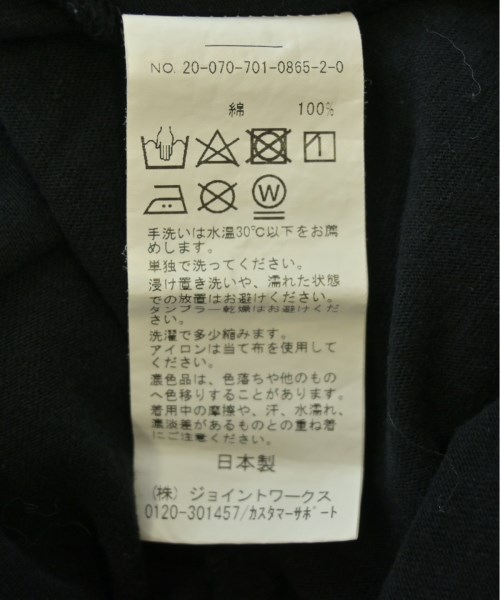 NO. 20-070-701-0865-2-0
綿 100%
W
手洗いは水温30℃以下をお薦
めします。
単独で洗ってください。
浸け置き洗いや、濡れた状態
での放置はお避けください。
タンブラー乾燥はお避けくだ
さい。
洗濯で多少縮みます。
アイロンは当て布を使用して
ください。
濃色品は、色落ちや他のもの
へ色移りすることがあります。
着用中の摩擦や、汗、水濡れ、
濃淡差があるものとの重ね着
にご注意ください。
日本製
(株) ジョイントワークス
0120-301457/カスタマーサポート